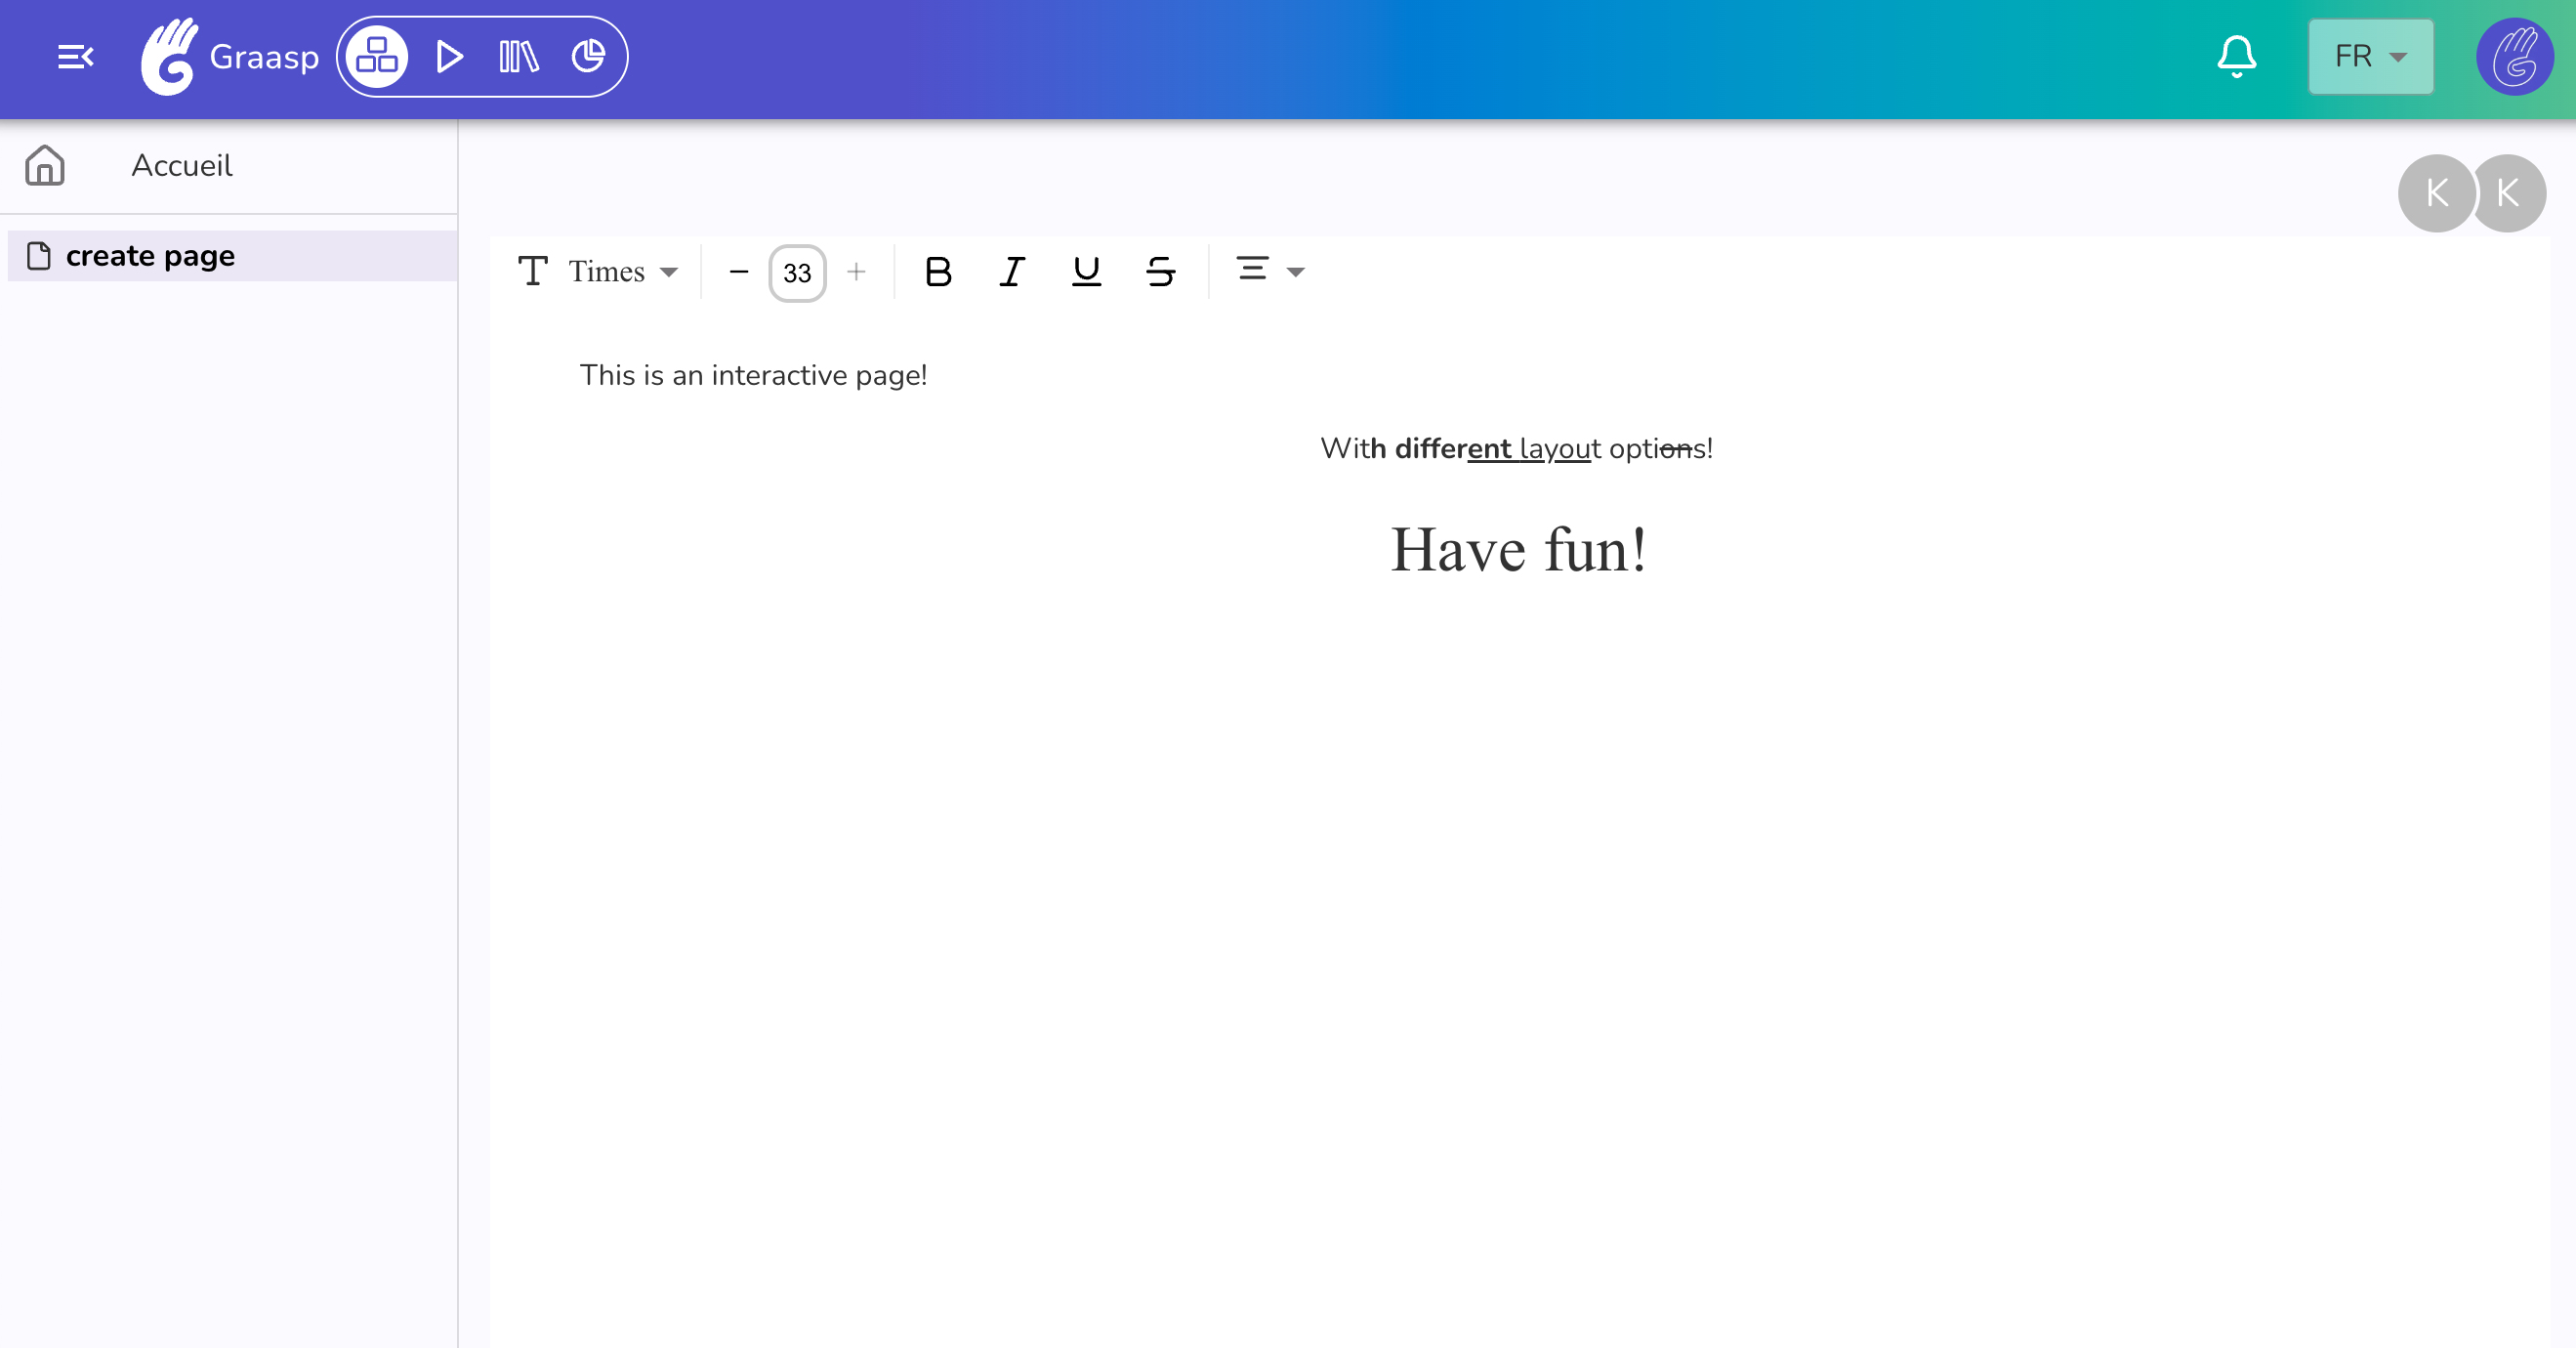 Graasp
FR
Accueil
K K
create page
Times 33 B I U S
This is an interactive page!
With different layout options!
Have fun!